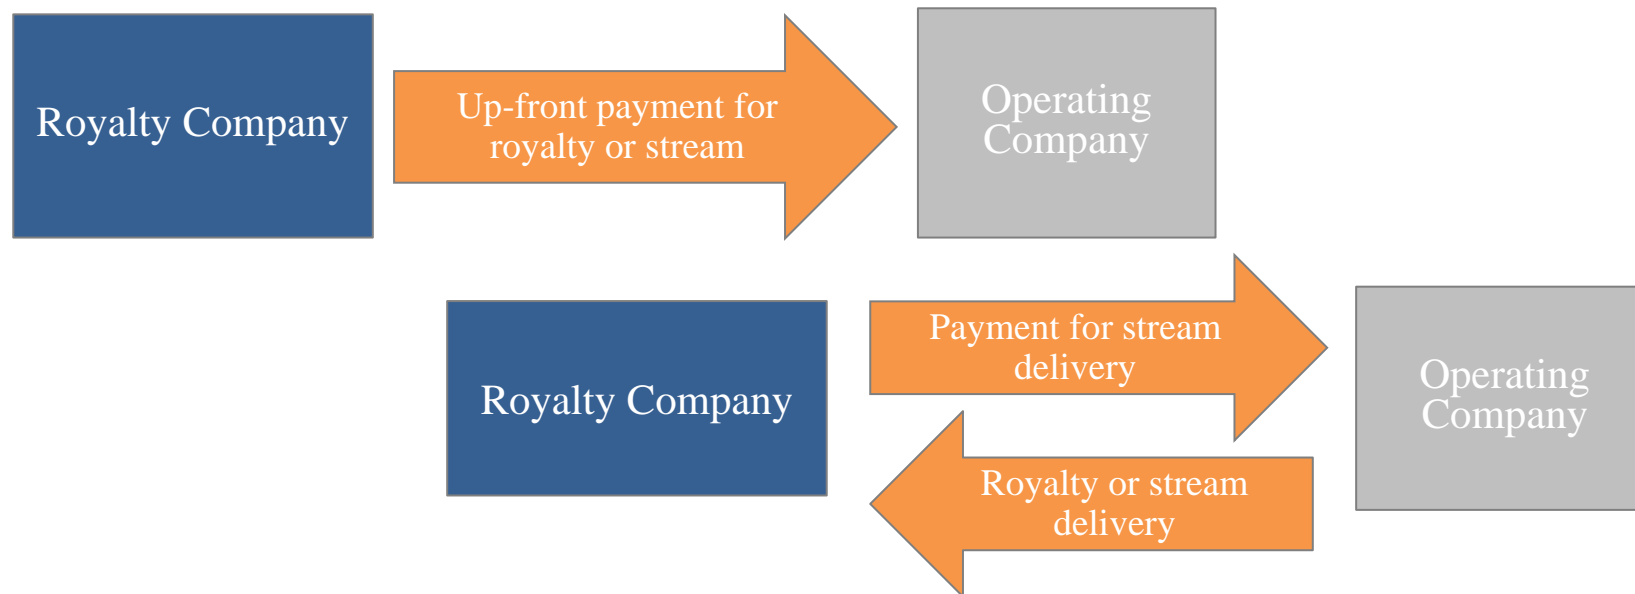 Royalty Company
Up-front payment for
royalty or stream
Operating
Company
Royalty Company
Payment for stream
delivery
Royalty or stream
delivery
Operating
Company